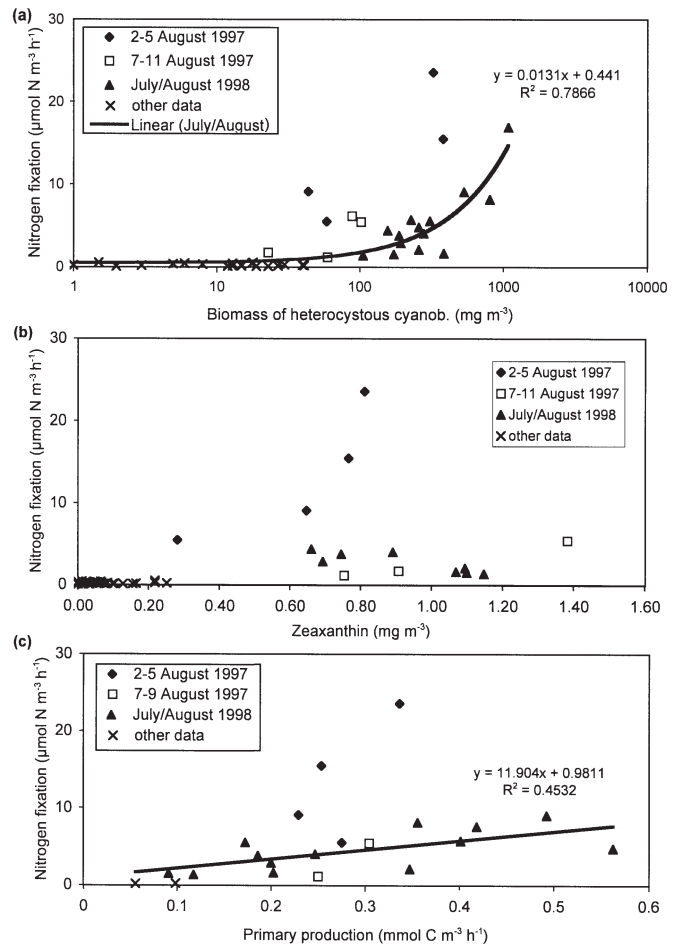 (a)
30
20
10
0
Nitrogen fixation (µmol N m⁻³ h⁻¹)
2-5 August 1997
7-11 August 1997
July/August 1998
other data
Linear (July/August)
y = 0.0131x + 0.441
R² = 0.7866
1 10 100 1000 10000
Biomass of heterocystous cyanob. (mg m⁻³)
(b)
30
20
10
0
Nitrogen fixation (µmol N m⁻³ h⁻¹)
2-5 August 1997
7-11 August 1997
July/August 1998
other data
0.00 0.20 0.40 0.60 0.80 1.00 1.20 1.40 1.60
Zeaxanthin (mg m⁻³)
(c)
30
20
10
0
Nitrogen fixation (µmol N m⁻³ h⁻¹)
2-5 August 1997
7-9 August 1997
July/August 1998
other data
y = 11.904x + 0.9811
R² = 0.4532
0 0.1 0.2 0.3 0.4 0.5 0.6
Primary production (mmol C m⁻³ h⁻¹)